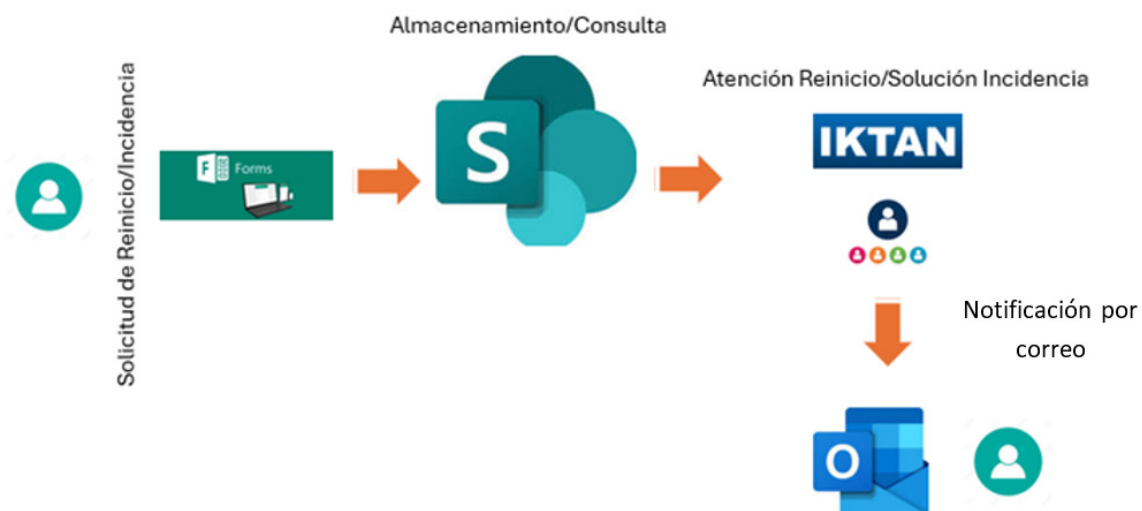 Almacenamiento/Consulta
Solicitud de Reinicio/Incidencia
Forms
F
S
Atención Reinicio/Solución Incidencia
IKTAN
Notificación por
correo
O